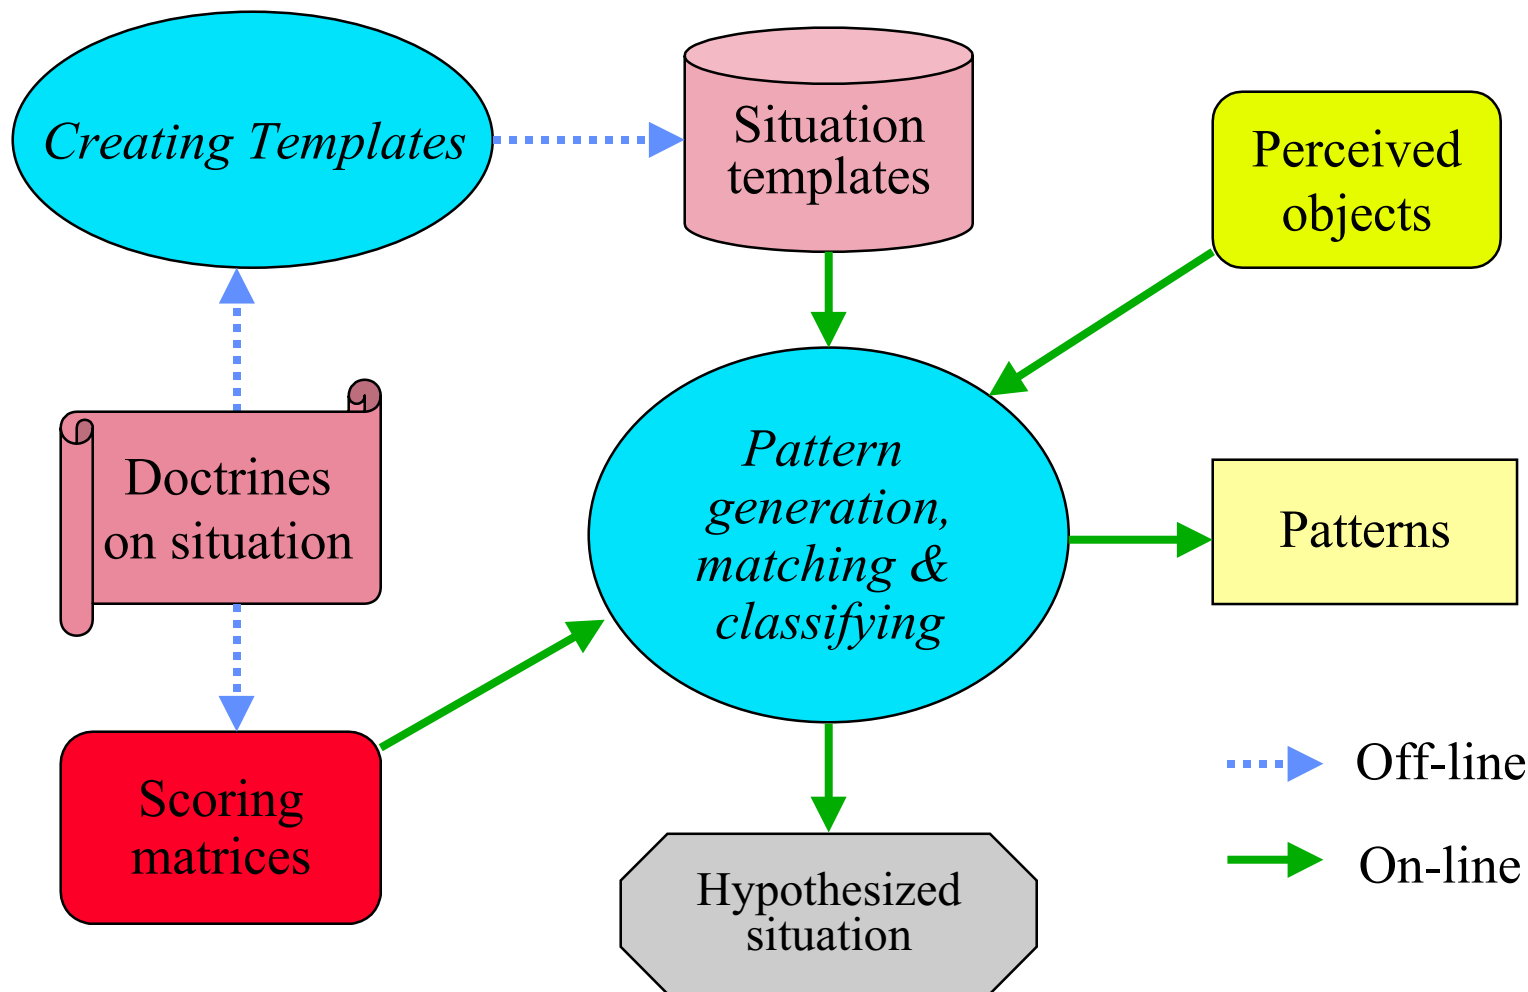 Creating Templates
Situation
templates
Perceived
objects
Doctrines
on situation
Pattern
generation,
matching &
classifying
Patterns
Scoring
matrices
Hypothesized
situation
Off-line
On-line